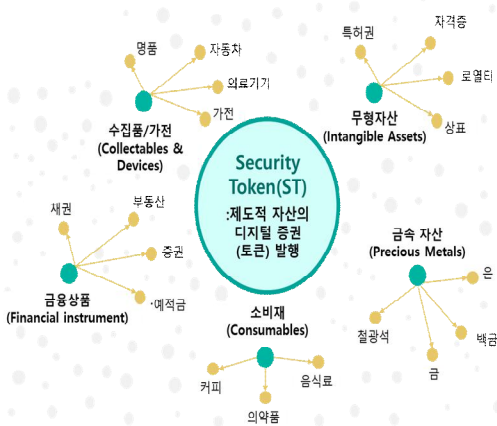 명품
자동차
의료기기
가전
수집품/가전
(Collectables &
Devices)
특허권
자격증
로열티
상표
무형자산
(Intangible Assets)
Security
Token(ST)
:제도적 자산의
디지털 증권
(토큰) 발행
새권
부동산
증권
·예적금
금융상품
(Financial instrument)
금속 자산
(Precious Metals)
은
백금
금
철광석
소비재
(Consumables)
커피
의약품
음식료